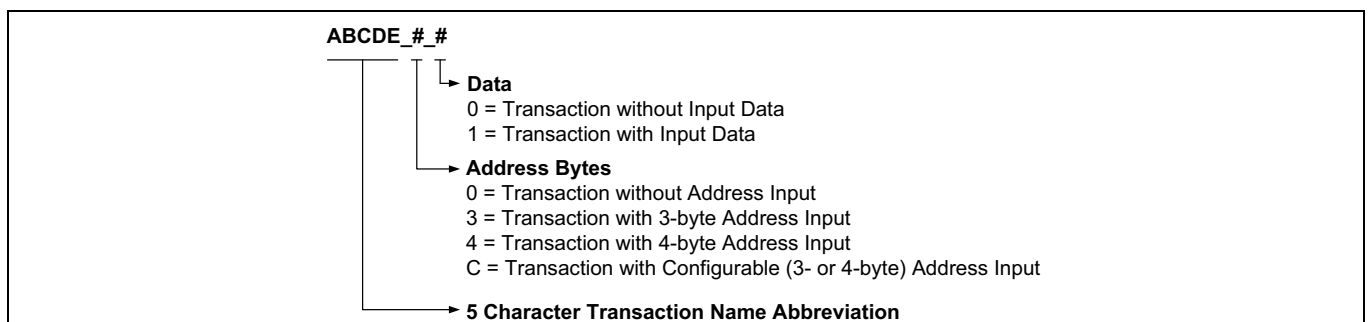 ABCDE_#_#
Data
0 = Transaction without Input Data
1 = Transaction with Input Data
Address Bytes
0 = Transaction without Address Input
3 = Transaction with 3-byte Address Input
4 = Transaction with 4-byte Address Input
C = Transaction with Configurable (3- or 4-byte) Address Input
5 Character Transaction Name Abbreviation